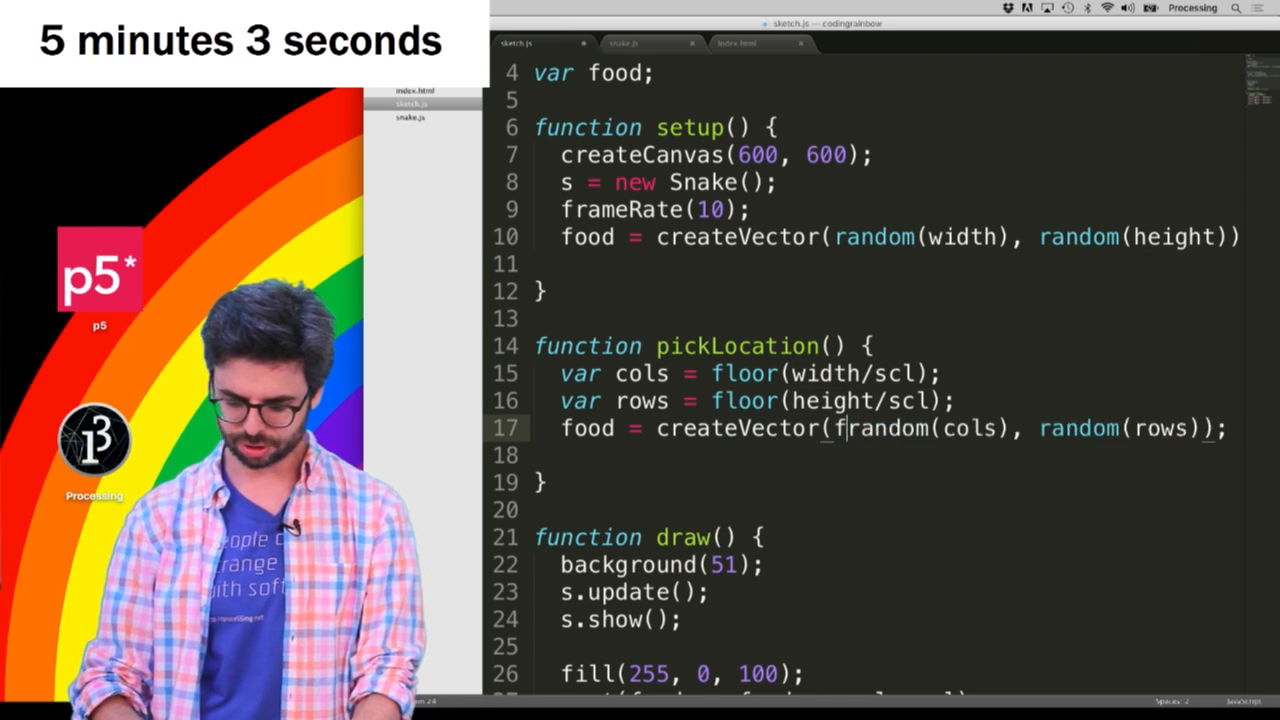 5 minutes 3 seconds
Processing
sketch.js — codingrainbow
sketch.js
snake.js
index.html
index.html
sketch.js
snake.js
4 var food;
5
6 function setup() {
7 createCanvas(600, 600);
8 s = new Snake();
9 frameRate(10);
10 food = createVector(random(width), random(height))
11
12 }
13
14 function pickLocation() {
15 var cols = floor(width/scl);
16 var rows = floor(height/scl);
17 food = createVector(frandom(cols), random(rows));
18
19 }
20
21 function draw() {
22 background(51);
23 s.update();
24 s.show();
25
26 fill(255, 0, 100);
p5*
p5
Processing
people
with soft
Spaces: 2
JavaScript